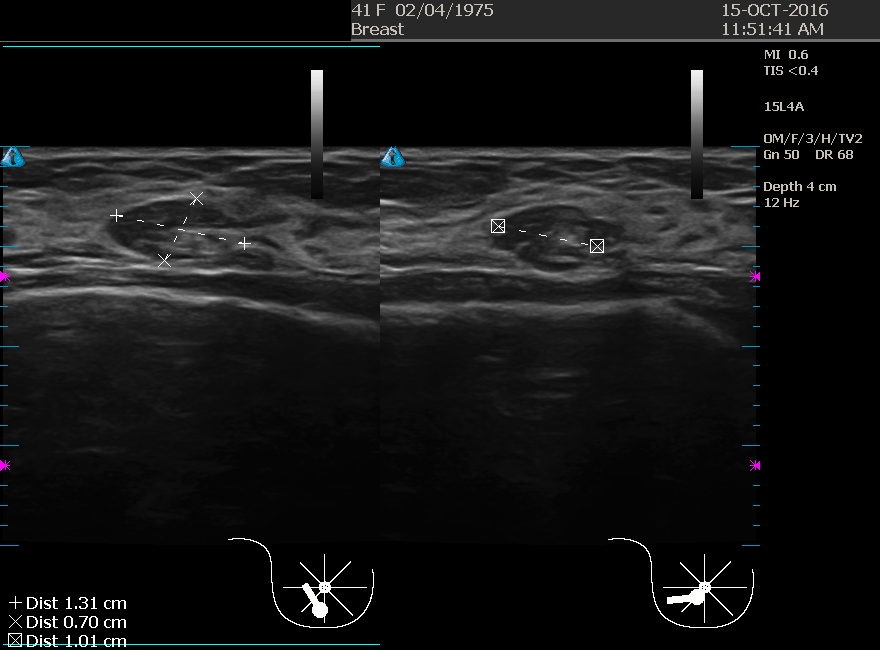 41 F 02/04/1975
15-OCT-2016
Breast
11:51:41 AM
MI 0.6
TIS <0.4
15L4A
OM/F/3/H/TV2
Gn 50 DR 68
Depth 4 cm
12 Hz
Dist 1.31 cm
Dist 0.70 cm
Dist 1.01 cm